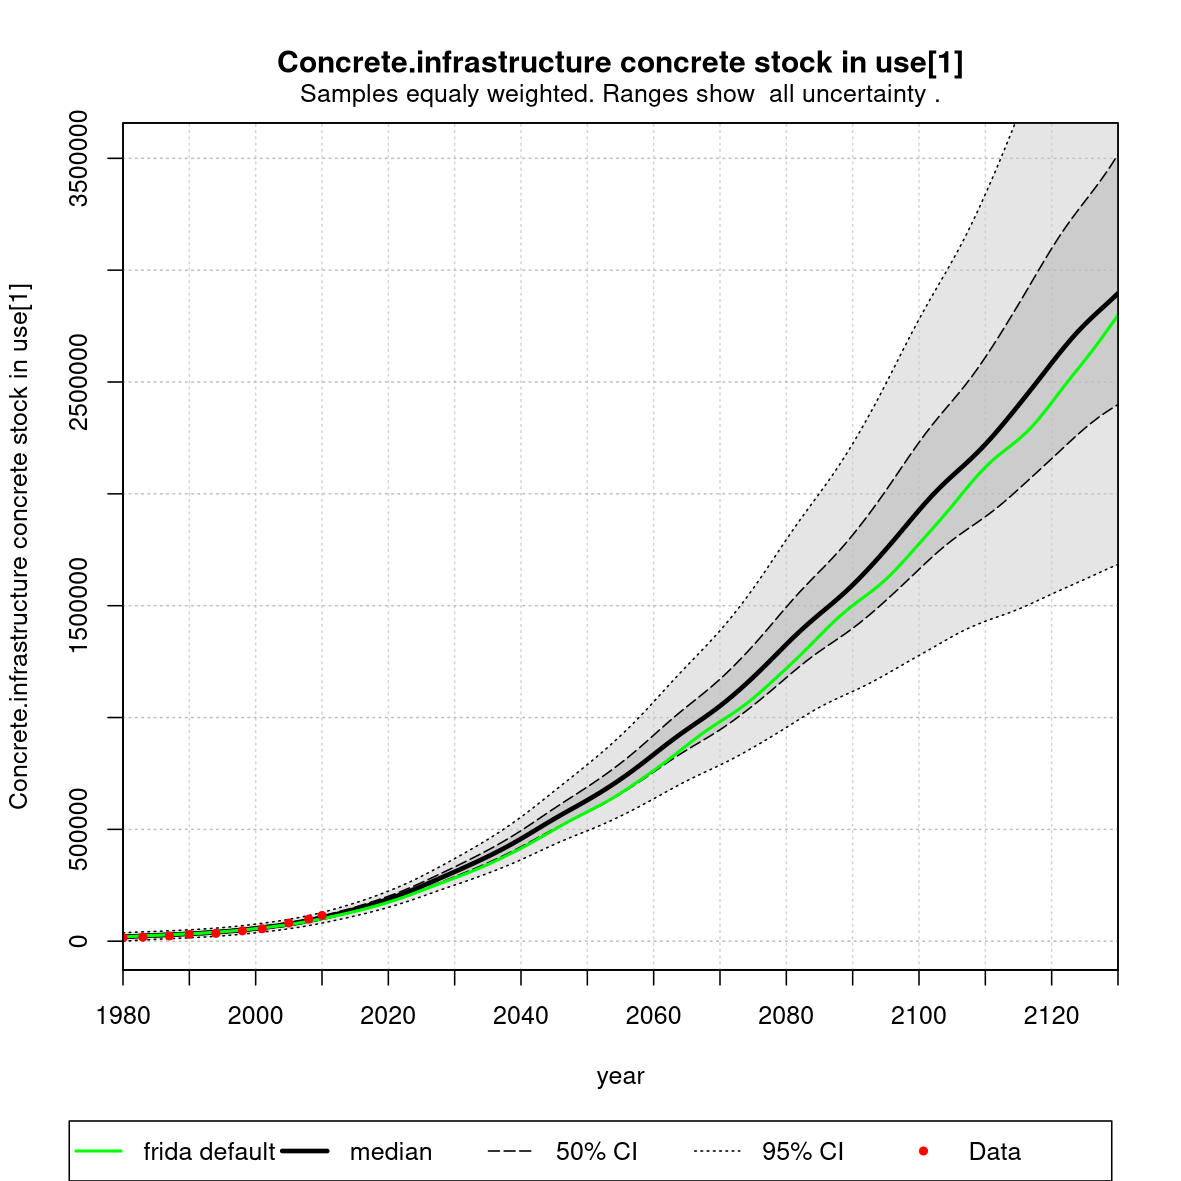 Concrete.infrastructure concrete stock in use[1]
Samples equaly weighted. Ranges show  all uncertainty .
Concrete.infrastructure concrete stock in use[1]
3500000
2500000
1500000
500000
0
1980 2000 2020 2040 2060 2080 2100 2120
year
frida default median 50% CI 95% CI Data